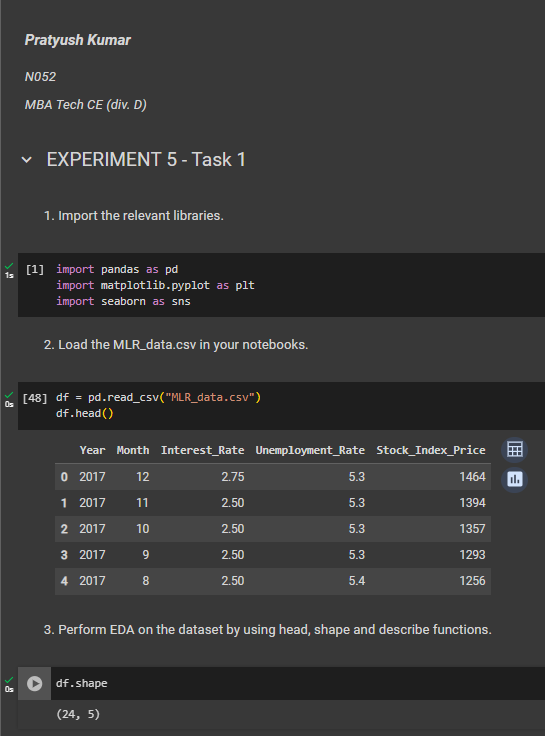 Pratyush Kumar
N052
MBA Tech CE (div. D)
EXPERIMENT 5 - Task 1
1. Import the relevant libraries.
1s
[1] import pandas as pd
import matplotlib.pyplot as plt
import seaborn as sns
2. Load the MLR_data.csv in your notebooks.
0s
[48] df = pd.read_csv("MLR_data.csv")
df.head()
Year Month Interest_Rate Unemployment_Rate Stock_Index_Price
0 2017 12 2.75 5.3 1464
1 2017 11 2.50 5.3 1394
2 2017 10 2.50 5.3 1357
3 2017 9 2.50 5.3 1293
4 2017 8 2.50 5.4 1256
3. Perform EDA on the dataset by using head, shape and describe functions.
0s
df.shape
(24, 5)